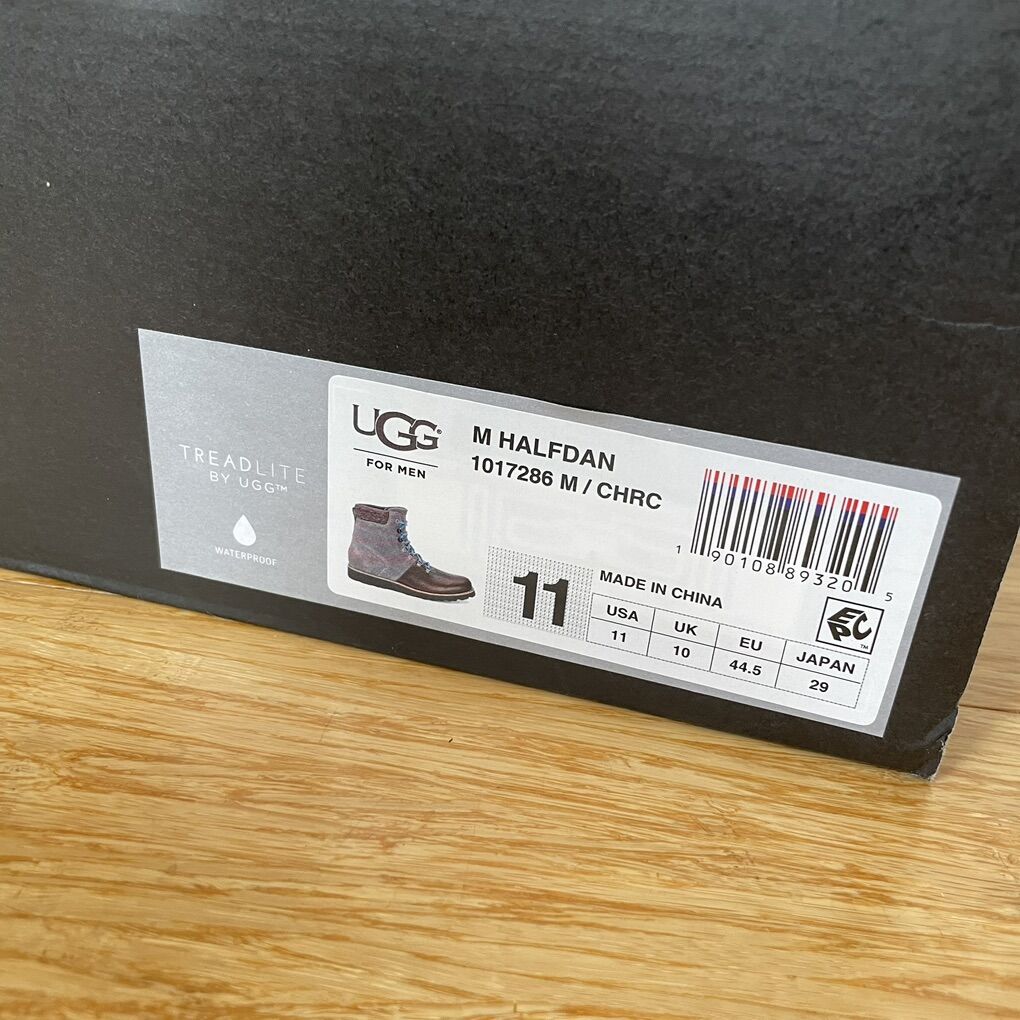 TREADLITE
BY UGG™
WATERPROOF
UGG®
FOR MEN
M HALFDAN
1017286 M / CHRC
1 90108 89320 5
11
MADE IN CHINA
USA UK EU JAPAN
11 10 44.5 29
EPC™